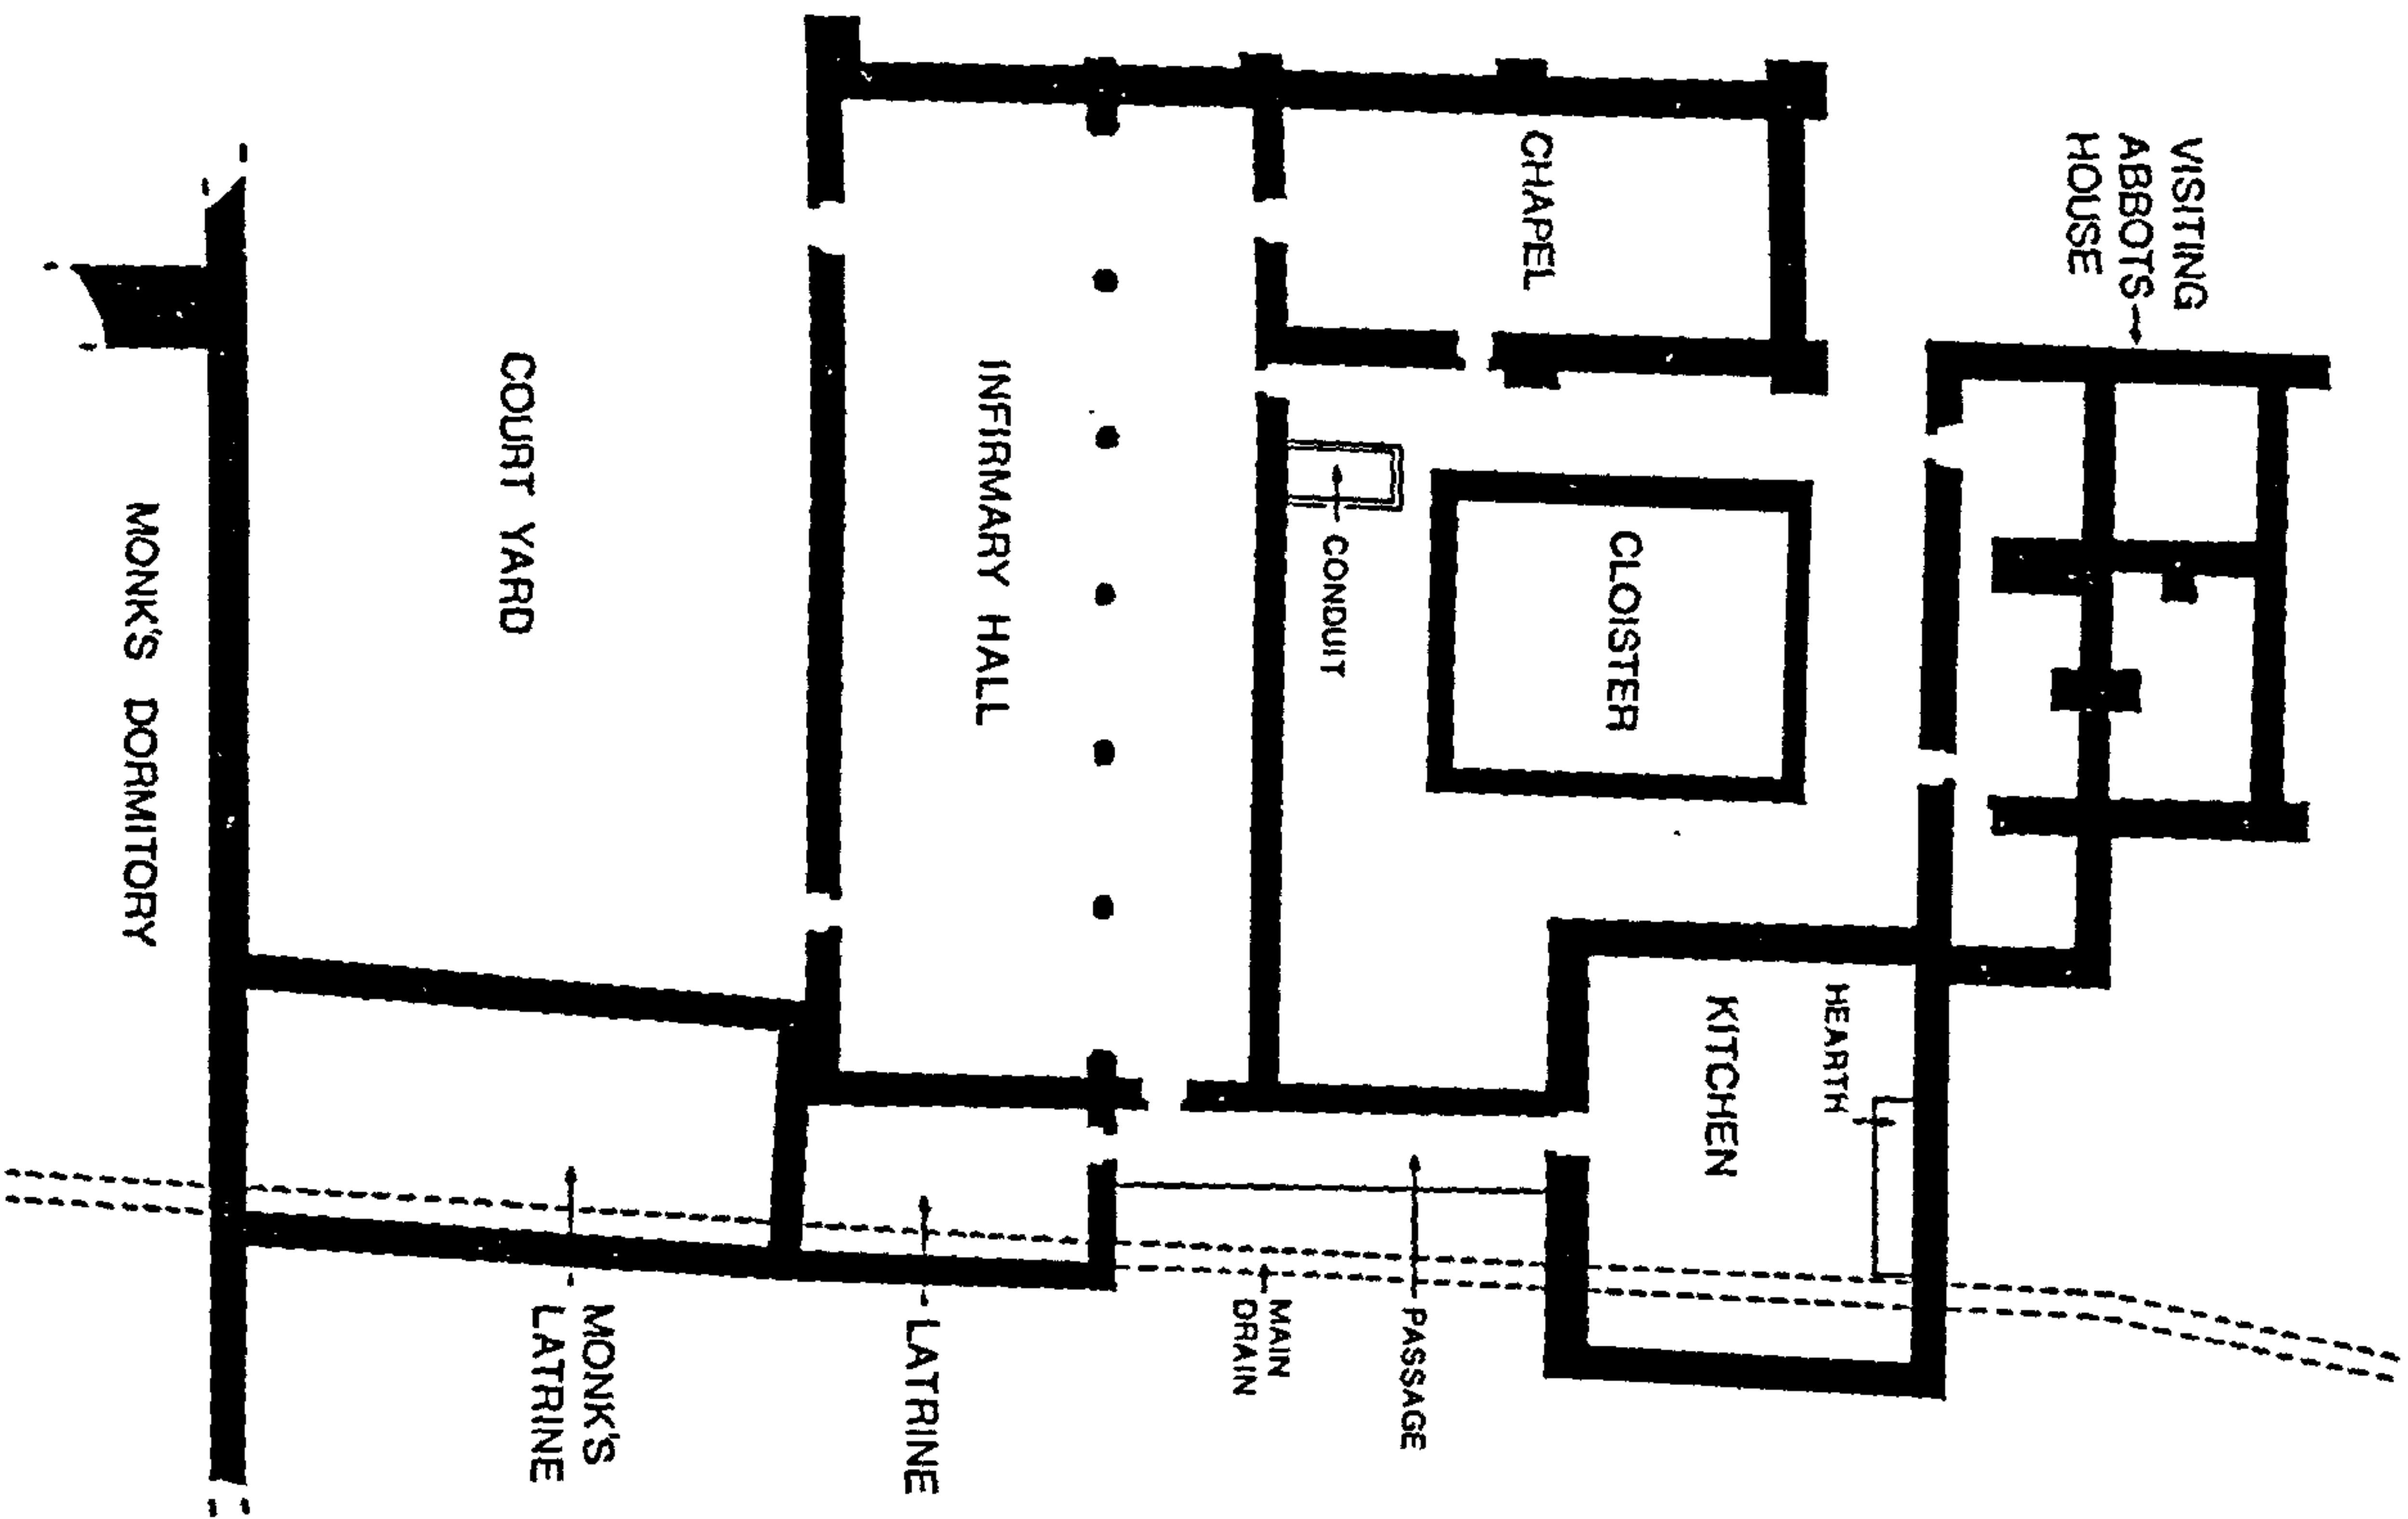 VISITING
ABBOTS
HOUSE
CHAPEL
HEARTH
KITCHEN
CLOISTER
CONDUIT
PASSAGE
MAIN
DRAIN
INFIRMARY HALL
LATRINE
COURT YARD
MONK'S
LATRINE
MONK'S DORMITORY